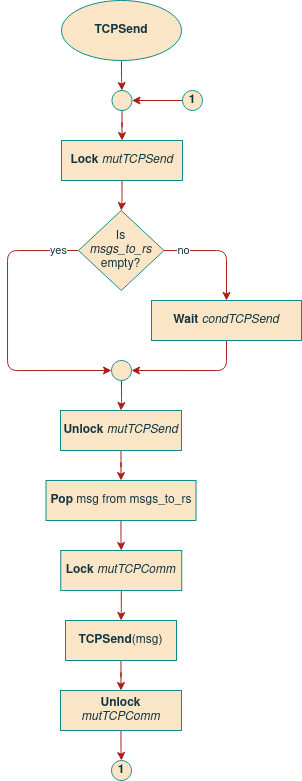 TCPSend
1
Lock mutTCPSend
Is
msgs_to_rs
empty?
yes
no
Wait condTCPSend
Unlock mutTCPSend
Pop msg from msgs_to_rs
Lock mutTCPComm
TCPSend(msg)
Unlock
mutTCPComm
1